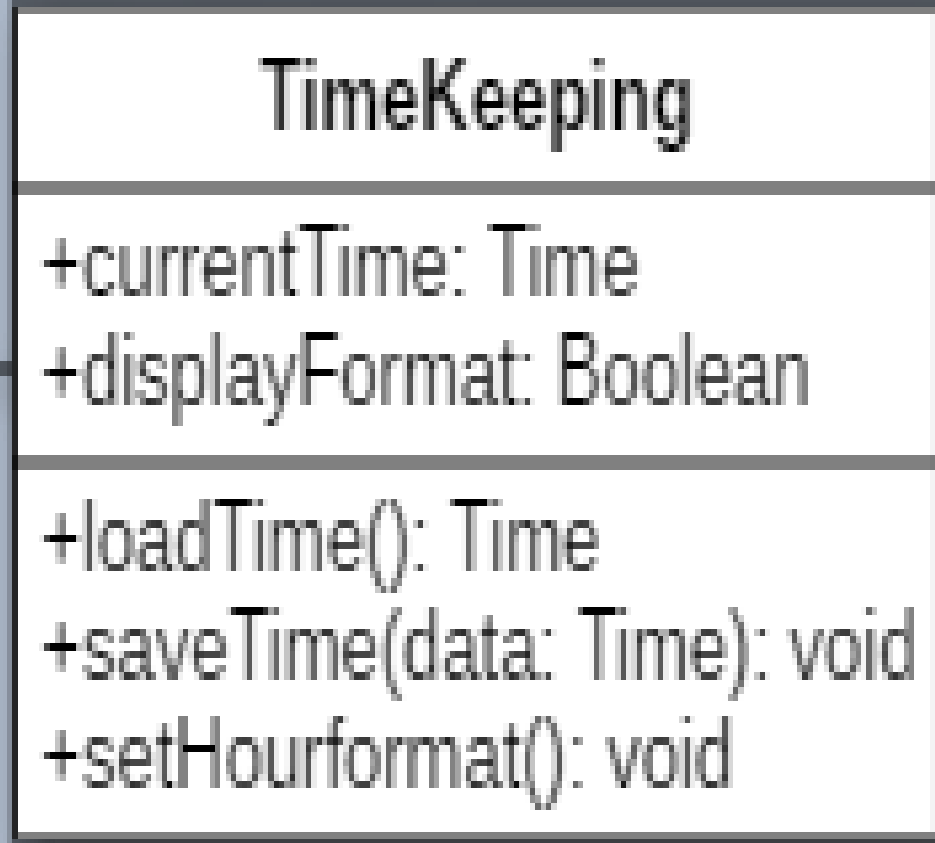 TimeKeeping
+currentTime: Time
+displayFormat: Boolean
+loadTime(): Time
+saveTime(data: Time): void
+setHourformat(): void